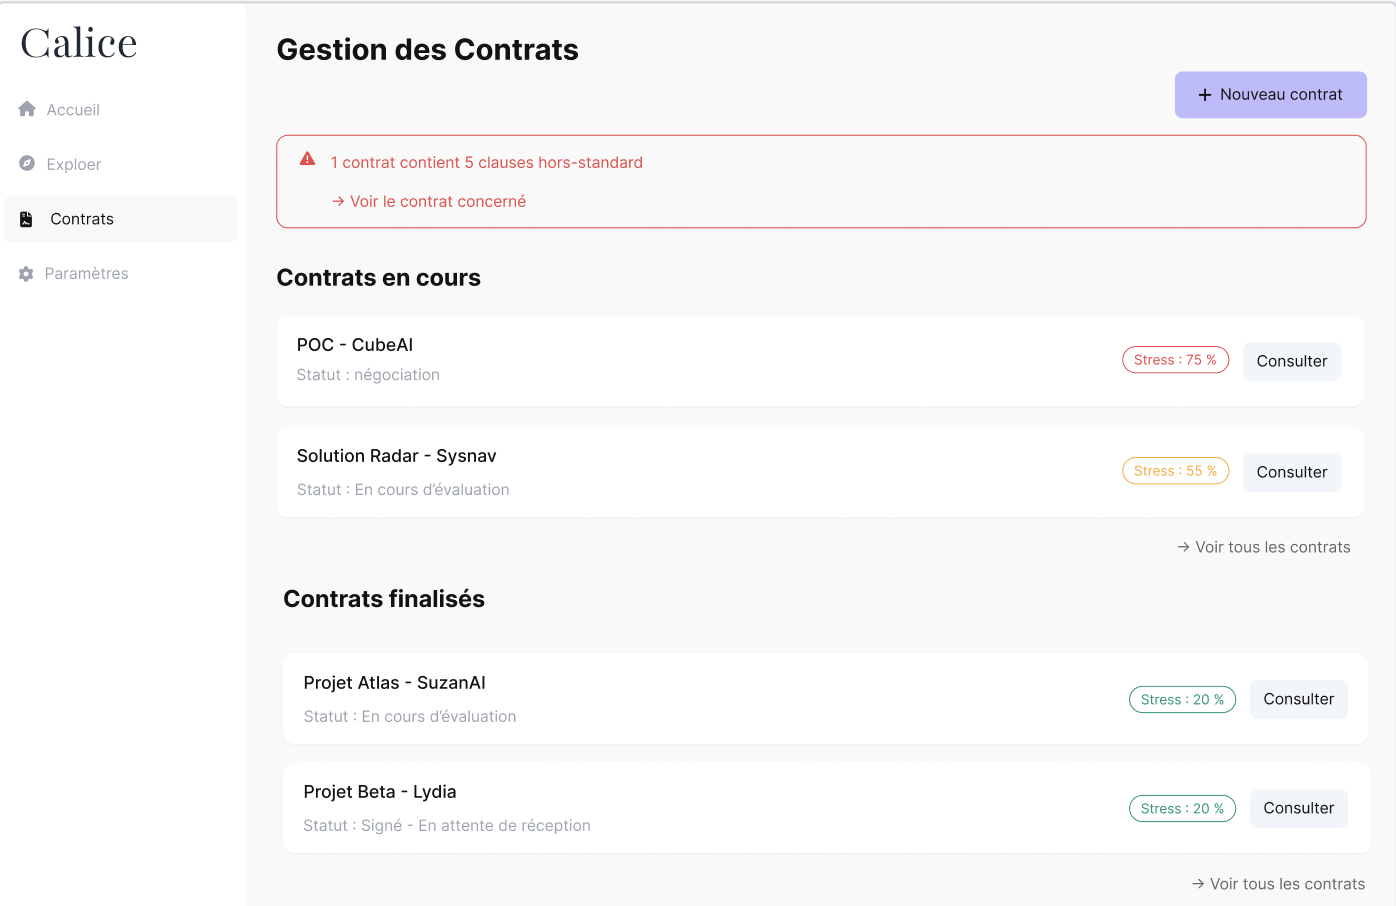 Calice
Accueil
Exploer
Contrats
Paramètres
Gestion des Contrats
+ Nouveau contrat
1 contrat contient 5 clauses hors-standard
→ Voir le contrat concerné
Contrats en cours
POC - CubeAI
Statut : négociation
Stress : 75 %
Consulter
Solution Radar - Sysnav
Statut : En cours d’évaluation
Stress : 55 %
Consulter
→ Voir tous les contrats
Contrats finalisés
Projet Atlas - SuzanAI
Statut : En cours d’évaluation
Stress : 20 %
Consulter
Projet Beta - Lydia
Statut : Signé - En attente de réception
Stress : 20 %
Consulter
→ Voir tous les contrats